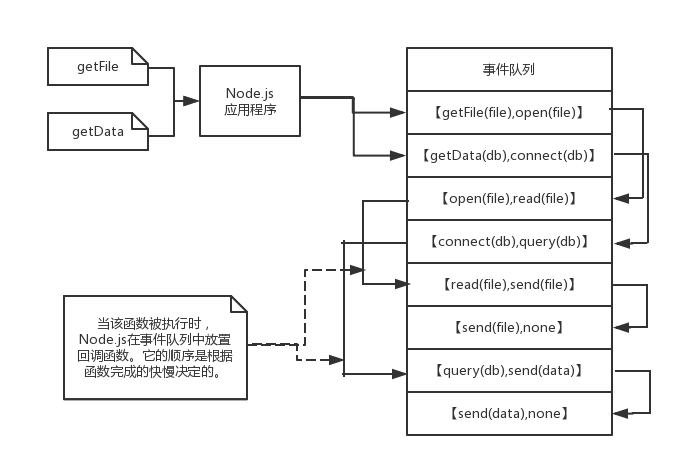 getFile
getData
Node.js
应用程序
事件队列
【getFile(file),open(file)】
【getData(db),connect(db)】
【open(file),read(file)】
【connect(db),query(db)】
【read(file),send(file)】
【send(file),none】
【query(db),send(data)】
【send(data),none】
当该函数被执行时，
Node.js在事件队列中放置
回调函数。它的顺序是根据
函数完成的快慢决定的。